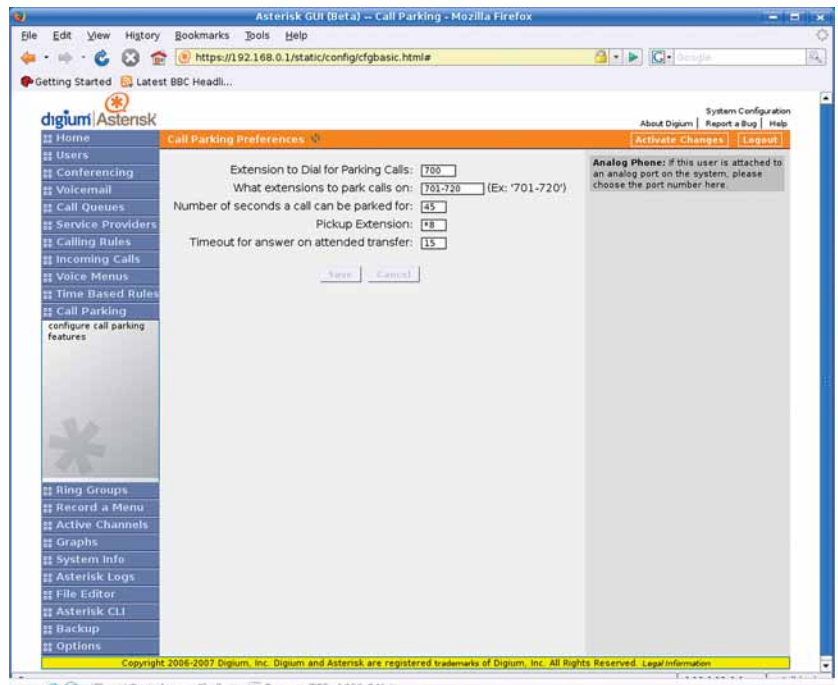 Asterisk GUI (Beta) -- Call Parking - Mozilla Firefox
File Edit View History Bookmarks Tools Help
https://192.168.0.1/static/config/cfgbasic.html#
Google
Getting Started Latest BBC Headli...
digium Asterisk
System Configuration
About Digium | Report a Bug | Help
Home
Call Parking Preferences
Activate Changes Logout
Users
Conferencing
Voicemail
Call Queues
Service Providers
Calling Rules
Incoming Calls
Voice Menus
Time Based Rules
Call Parking
configure call parking
features
Ring Groups
Record a Menu
Active Channels
Graphs
System Info
Asterisk Logs
File Editor
Asterisk CLI
Backup
Options
Extension to Dial for Parking Calls: 700
What extensions to park calls on: 701-720 (Ex: '701-720')
Number of seconds a call can be parked for: 45
Pickup Extension: *8
Timeout for answer on attended transfer: 15
Save Cancel
Analog Phone: If this user is attached to
an analog port on the system, please
choose the port number here.
Copyright 2006-2007 Digium, Inc. Digium and Asterisk are registered trademarks of Digium, Inc. All Rights Reserved. Legal Information